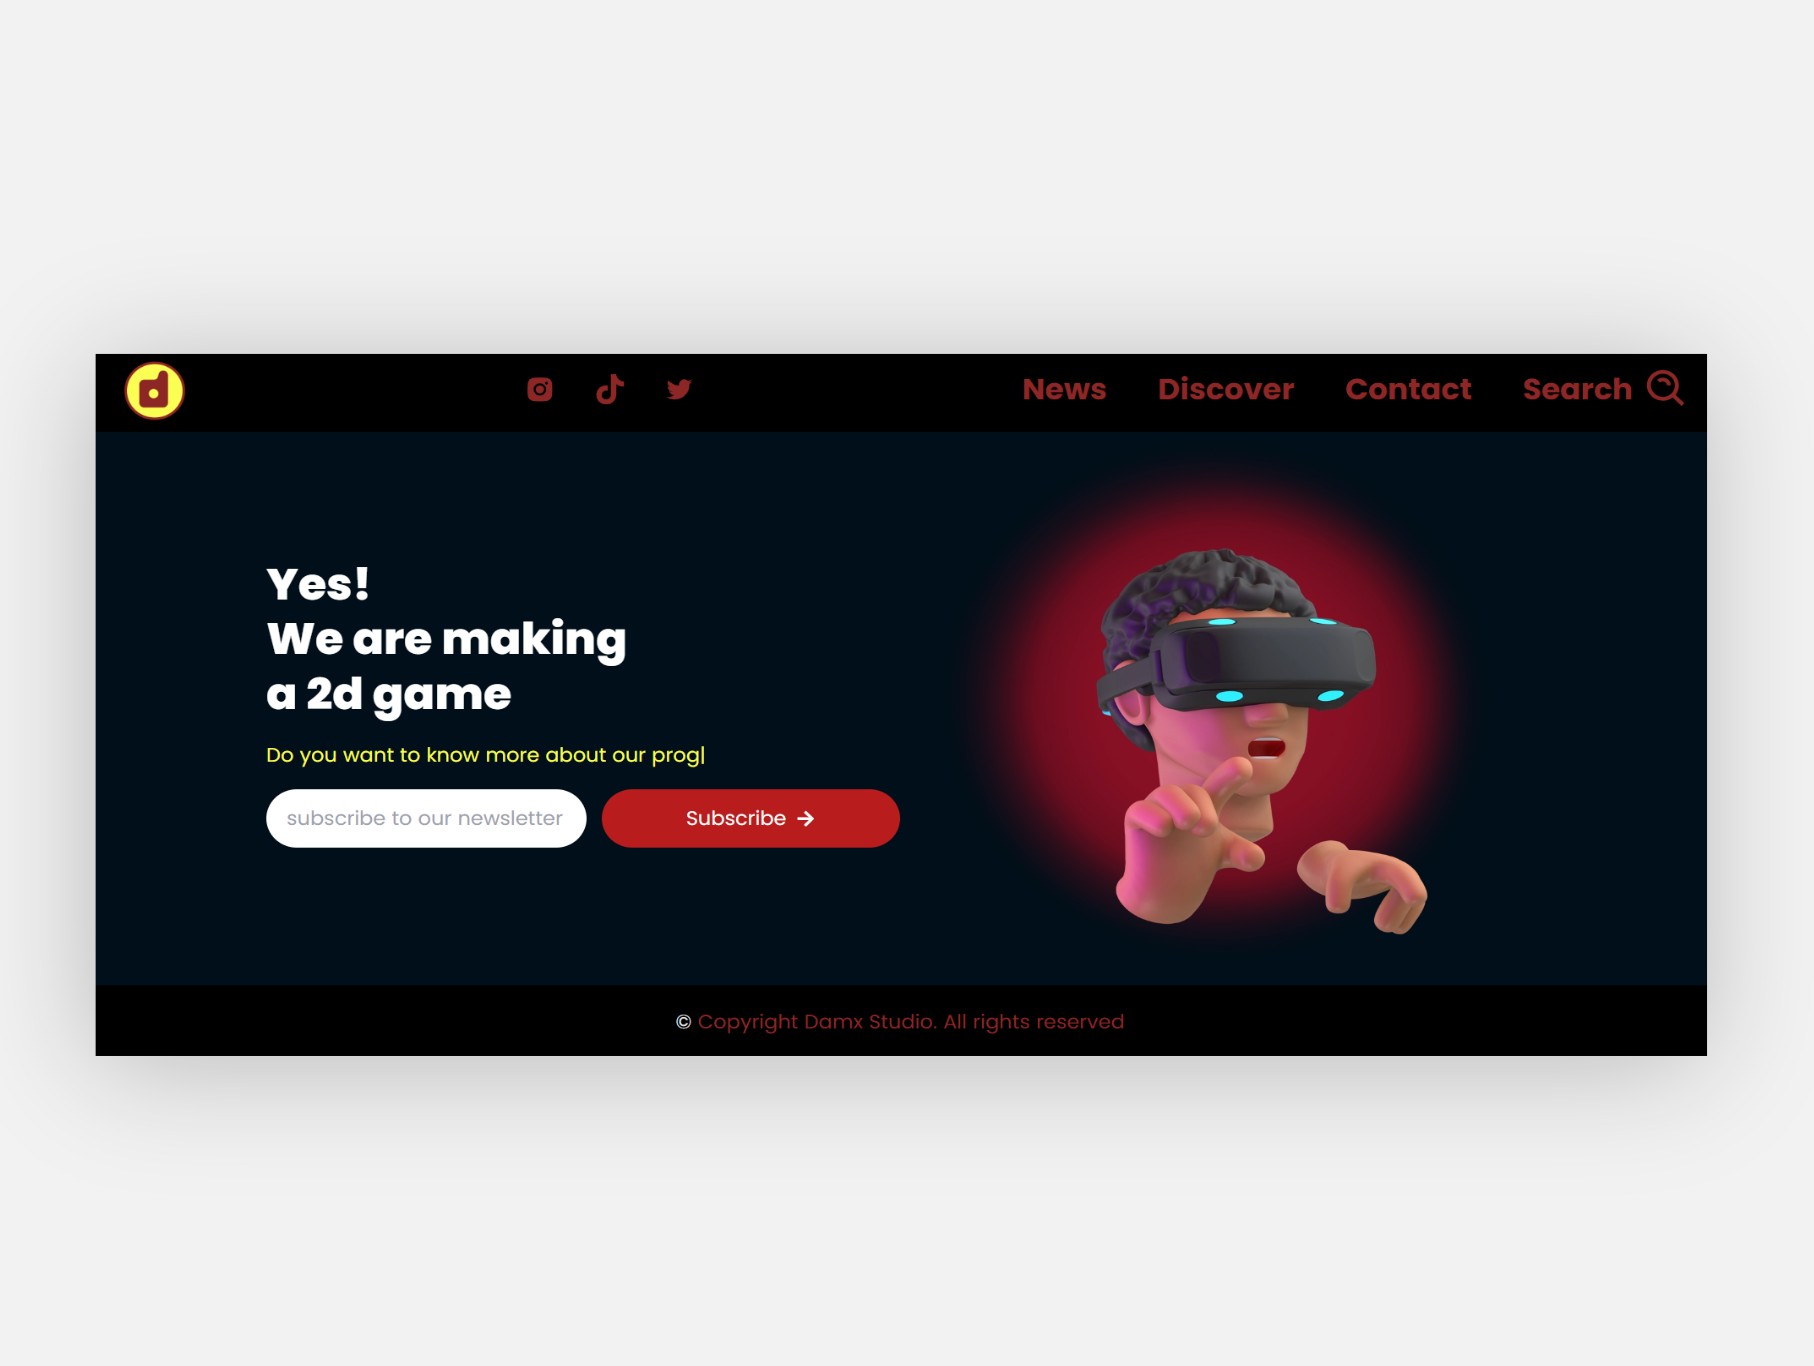 d
News Discover Contact Search
Yes!
We are making
a 2d game
Do you want to know more about our prog|
subscribe to our newsletter
Subscribe →
© Copyright Damx Studio. All rights reserved